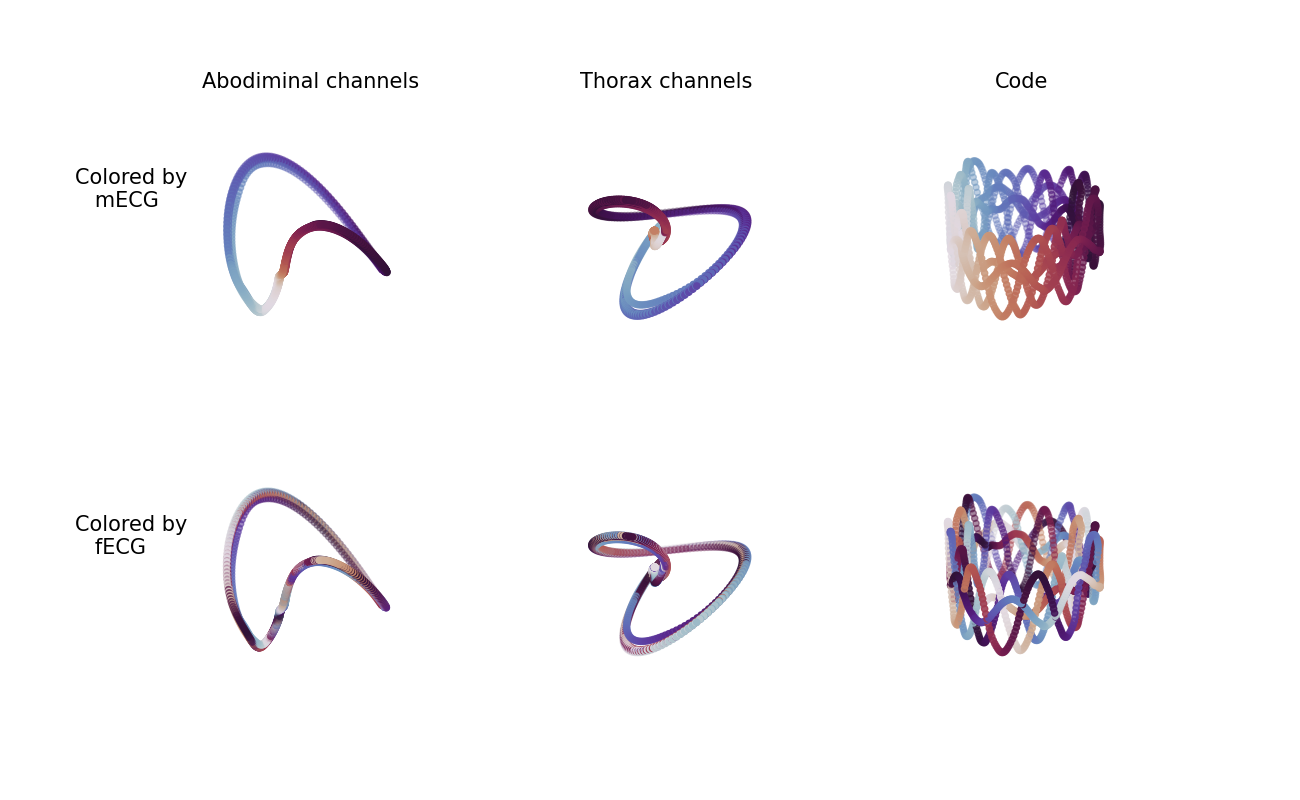 Abodiminal channels
Thorax channels
Code
Colored by
mECG
Colored by
fECG